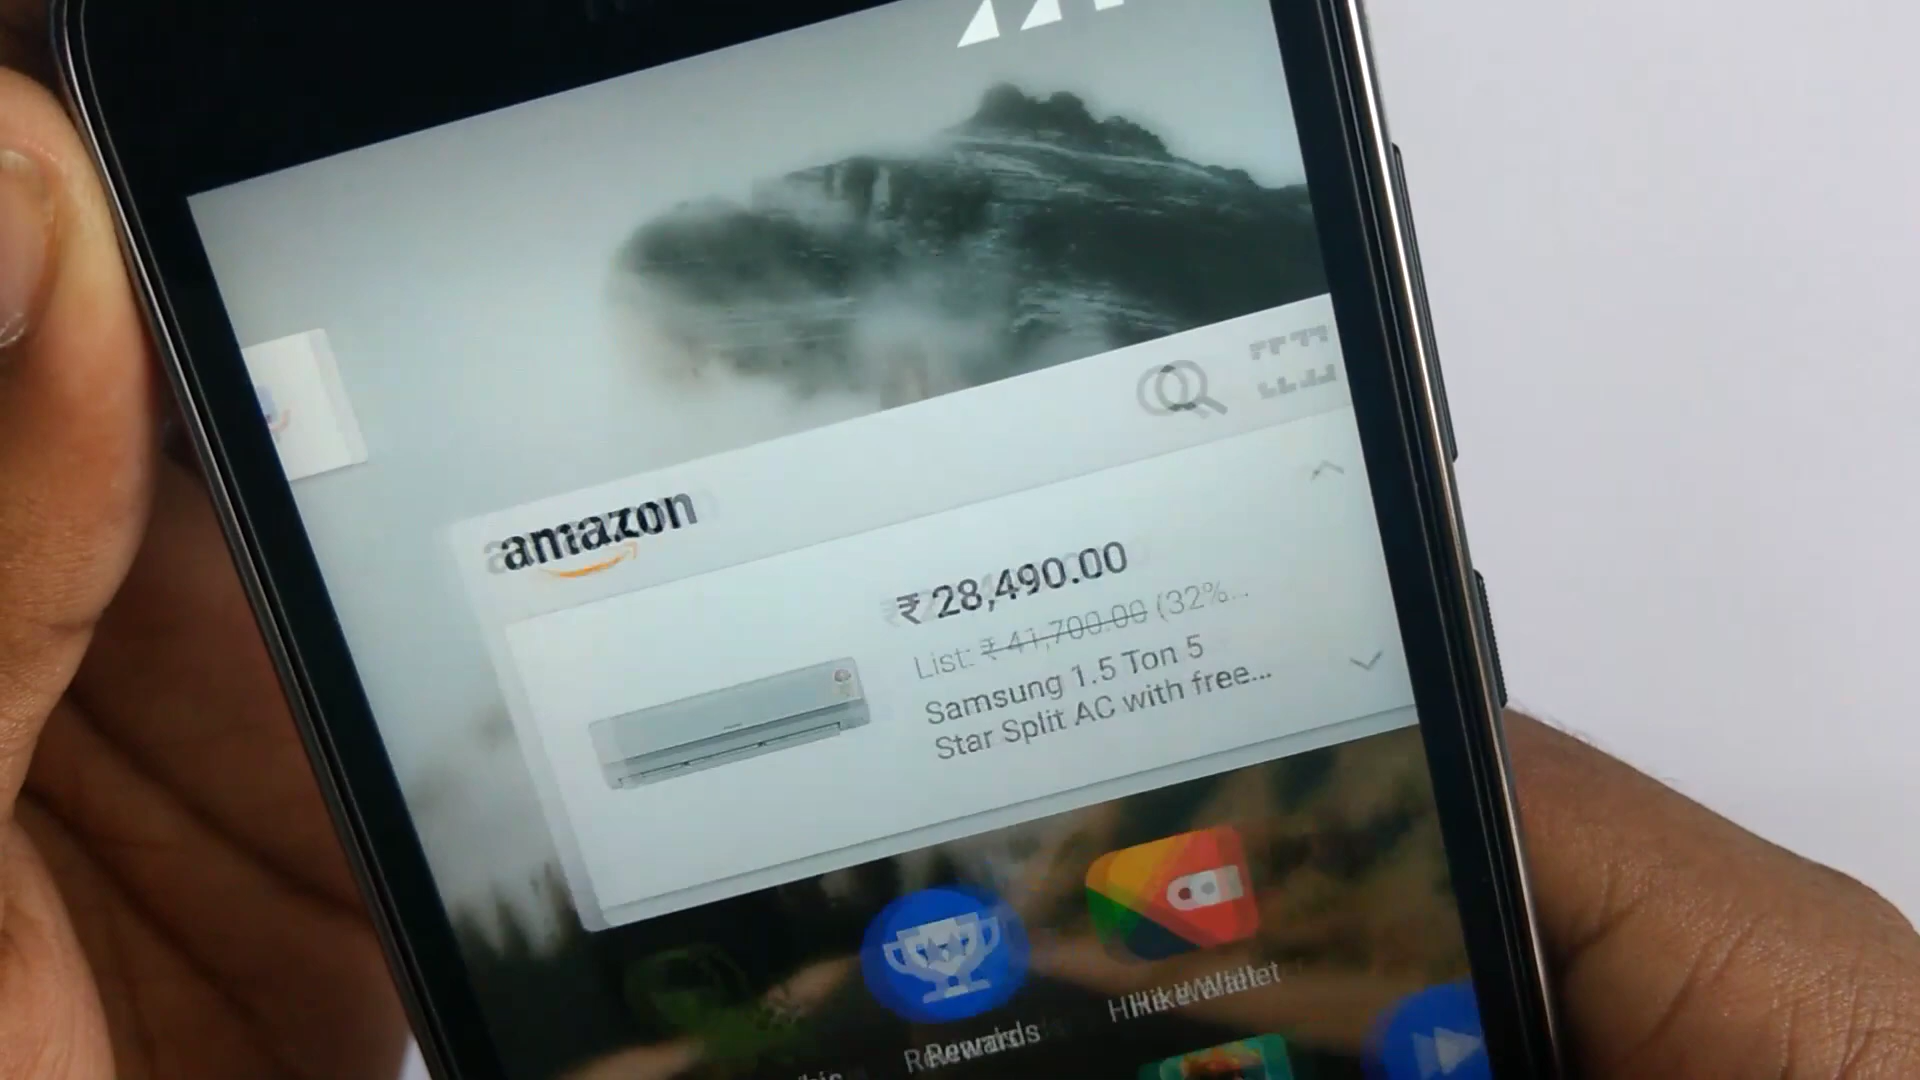 amazon
₹ 28,490.00
List: ₹ 41,700.00 (32%...
Samsung 1.5 Ton 5
Star Split AC with free...
Rewards
Hike Wallet